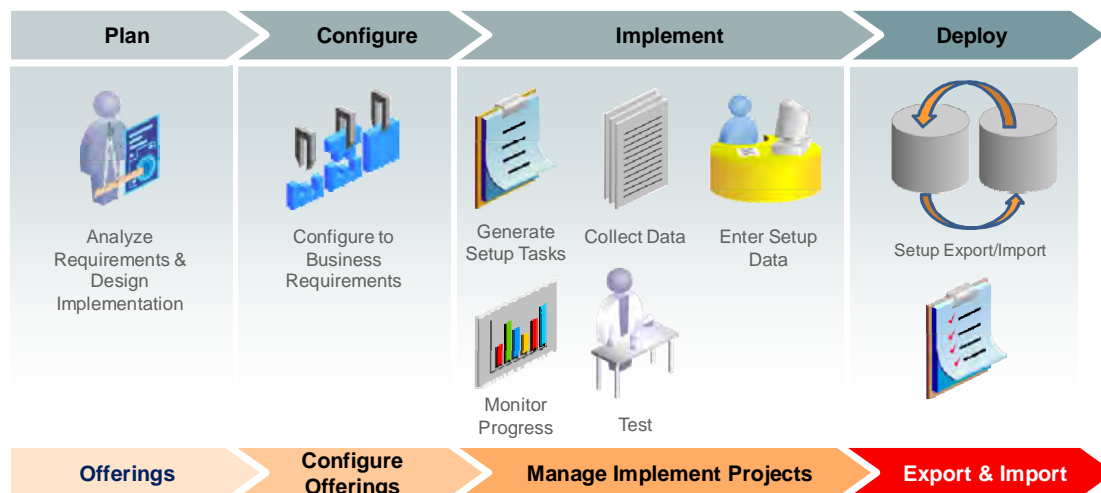 Plan
Configure
Implement
Deploy
Analyze
Requirements &
Design
Implementation
Configure to
Business
Requirements
Generate
Setup Tasks
Collect Data
Enter Setup
Data
Monitor
Progress
Test
Setup Export/Import
Offerings
Configure
Offerings
Manage Implement Projects
Export & Import